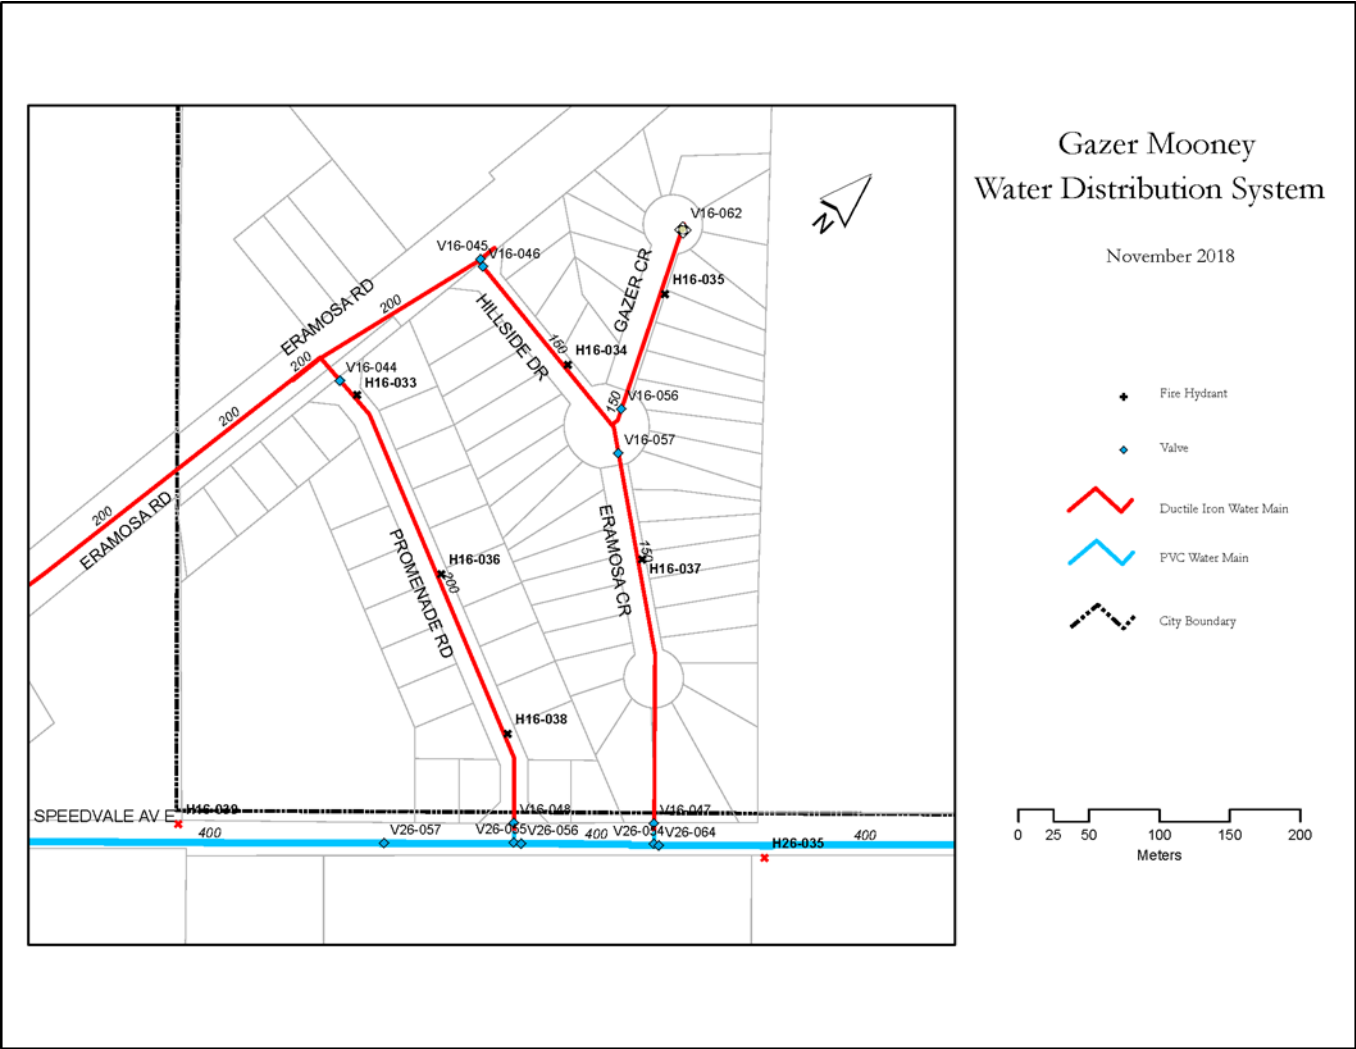 Gazer Mooney
Water Distribution System
November 2018
V16-062
V16-045
V16-046
H16-035
GAZER CR
ERAMOSA RD
200
HILLSIDE DR
150
H16-034
200
V16-044
H16-033
V16-056
150
200
V16-057
200
ERAMOSA RD
PROMENADE RD
H16-036
200
ERAMOSA CR
150
H16-037
H16-038
SPEEDVALE AV E
H16-039
V16-048
V16-047
400
V26-057
V26-055
V26-056
400
V26-054
V26-064
400
H26-035
N
Fire Hydrant
Valve
Ductile Iron Water Main
PVC Water Main
City Boundary
0 25 50 100 150 200
Meters